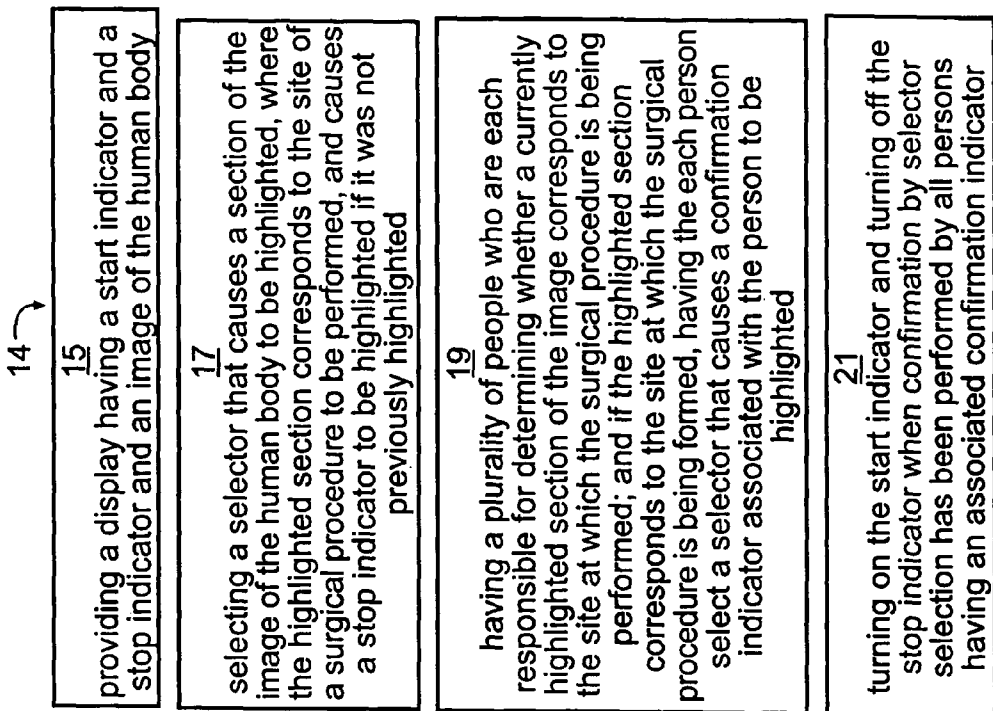 14
15
providing a display having a start indicator and a
stop indicator and an image of the human body
17
selecting a selector that causes a section of the
image of the human body to be highlighted, where
the highlighted section corresponds to the site of
a surgical procedure to be performed, and causes
a stop indicator to be highlighted if it was not
previously highlighted
19
having a plurality of people who are each
responsible for determining whether a currently
highlighted section of the image corresponds to
the site at which the surgical procedure is being
performed; and if the highlighted section
corresponds to the site at which the surgical
procedure is being formed, having the each person
select a selector that causes a confirmation
indicator associated with the person to be
highlighted
21
turning on the start indicator and turning off the
stop indicator when confirmation by selector
selection has been performed by all persons
having an associated confirmation indicator